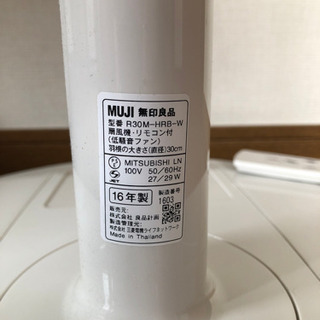 MUJI 無印良品
型番 R30M-HRB-W
扇風機・リモコン付
(低騒音ファン)
羽根の大きさ(直径)30cm
PSE
MITSUBISHI LN
100V 50/60Hz
27/29W
JET
16年製
製造番号
1603
販売元:
株式会社 良品計画
製造管理元:
株式会社 三菱電機ライフネットワーク
Made in Thailand